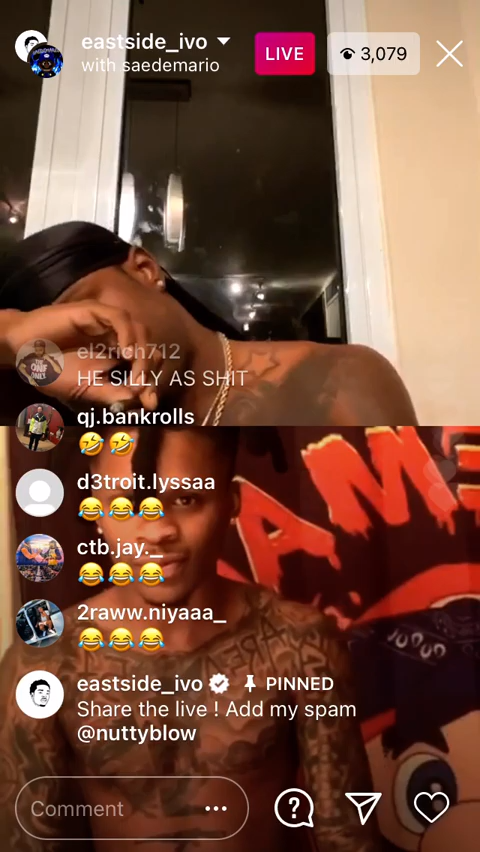 eastside_ivo
with saedemario
LIVE
3,079
el2rich712
HE SILLY AS SHIT
qj.bankrolls
🤣🤣
d3troit.lyssaa
😂😂😂
ctb.jay._
😂😂😂
2raww.niyaaa_
😂😂😂
eastside_ivo PINNED
Share the live ! Add my spam
@nuttyblow
Comment